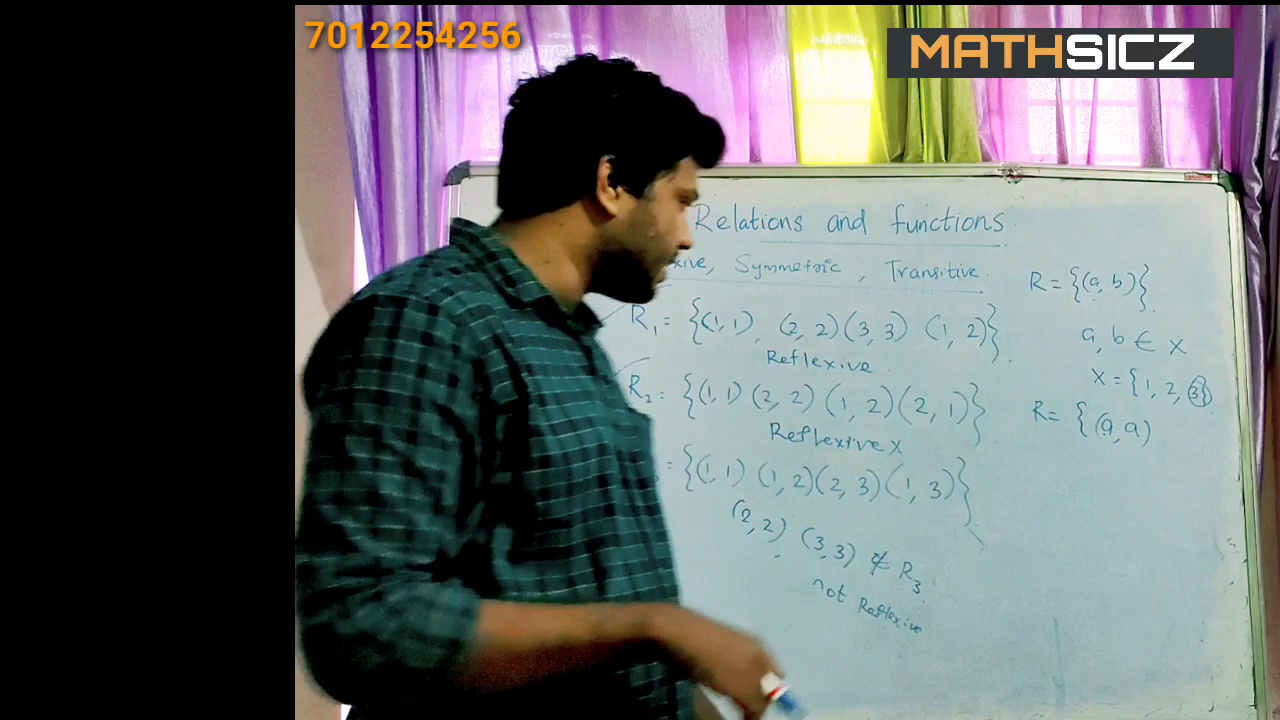 7012254256
MATHSICZ
Relations and functions
Symmetric, Transitive.
R₁ = {(1,1), (2,2)(3,3) (1,2)}
Reflexive
R₂ = {(1,1)(2,2)(1,2)(2,1)}
Reflexive x
= {(1,1) (1,2)(2,3)(1,3)}
(2,2) (3,3) ∉ R₃
not Reflexive
R = {(a,b)}
a, b ∈ X
X = {1, 2, 3}
R = {(a,a)